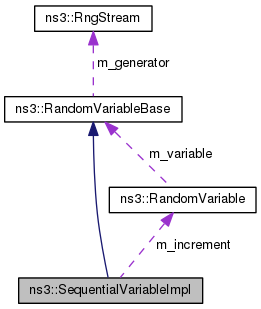 ns3::RngStream
m_generator
ns3::RandomVariableBase
m_variable
ns3::RandomVariable
m_increment
ns3::SequentialVariableImpl